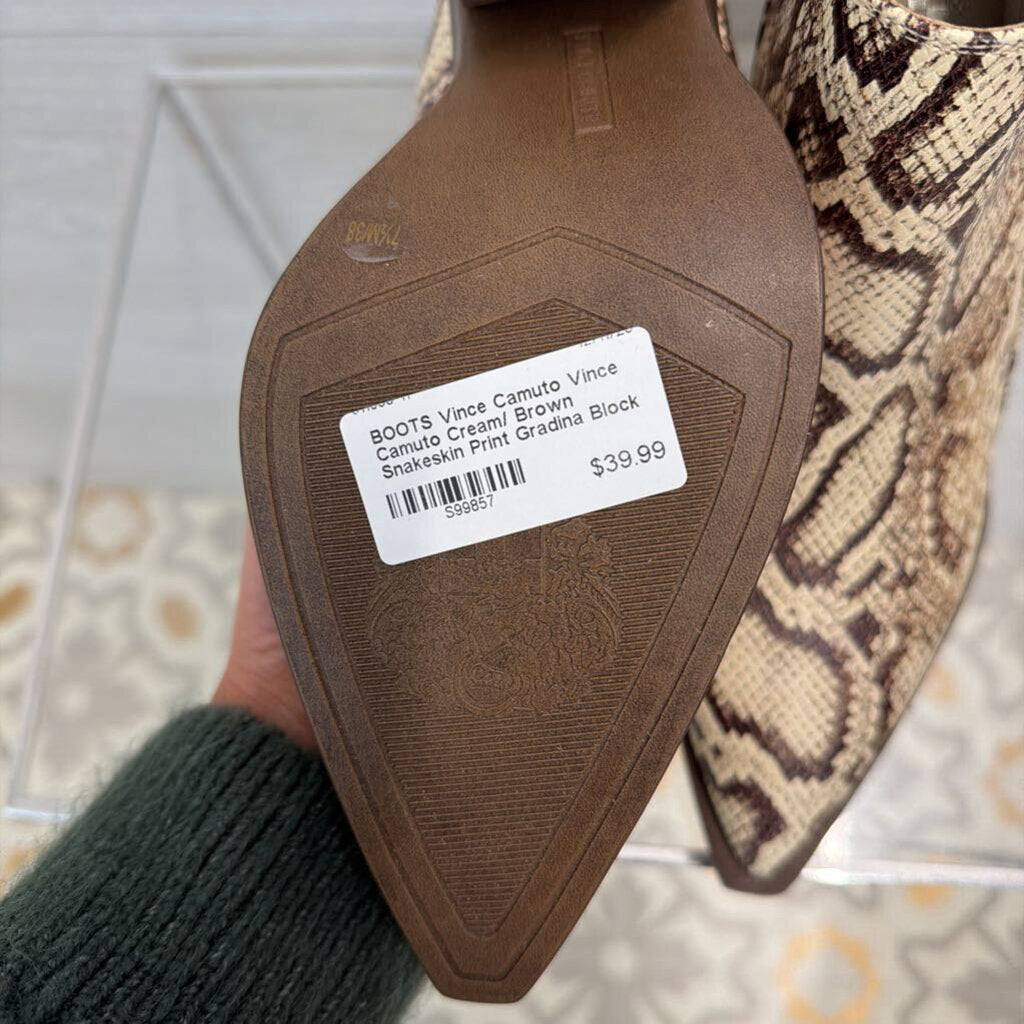 7½M/38
BOOTS Vince Camuto Vince
Camuto Cream/ Brown
Snakeskin Print Gradina Block
$39.99
S99857